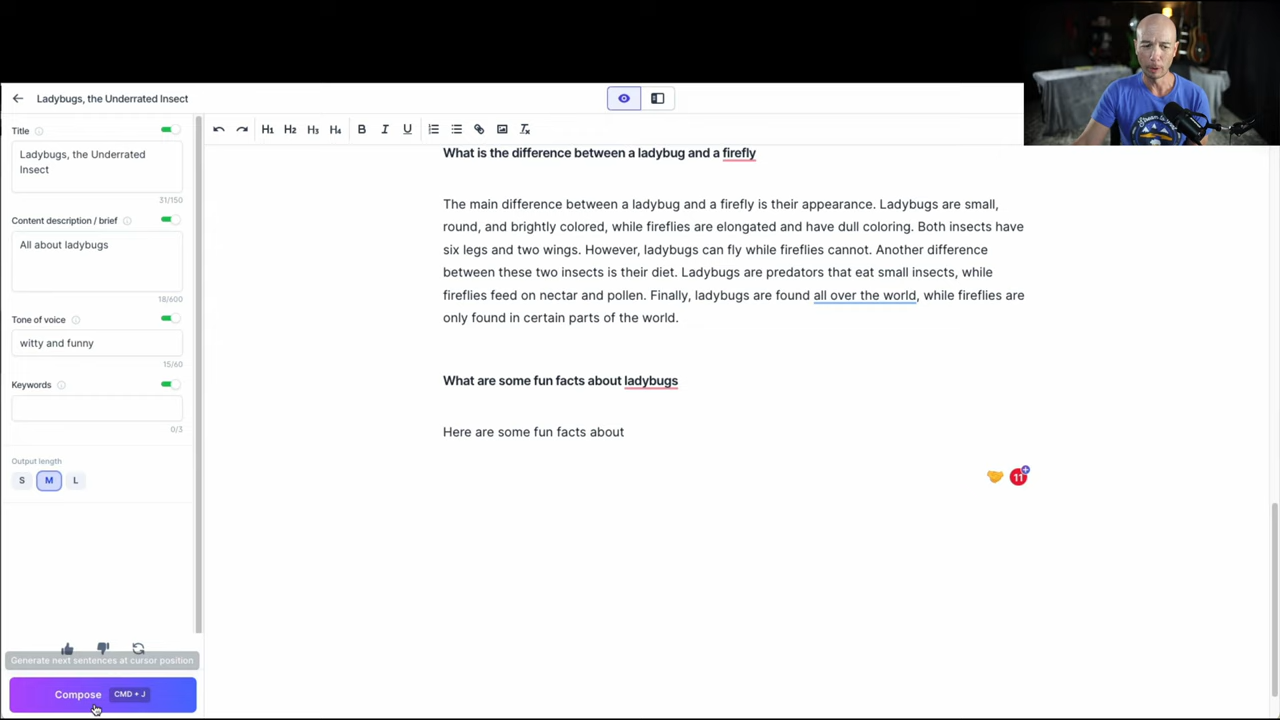 Ladybugs, the Underrated Insect
Title
Ladybugs, the Underrated
Insect
31/150
Content description / brief
All about ladybugs
18/600
Tone of voice
witty and funny
15/60
Keywords
0/3
Output length
S M L
Generate next sentences at cursor position
Compose CMD + J
H1 H2 H3 H4 B I U
What is the difference between a ladybug and a firefly
The main difference between a ladybug and a firefly is their appearance. Ladybugs are small,
round, and brightly colored, while fireflies are elongated and have dull coloring. Both insects have
six legs and two wings. However, ladybugs can fly while fireflies cannot. Another difference
between these two insects is their diet. Ladybugs are predators that eat small insects, while
fireflies feed on nectar and pollen. Finally, ladybugs are found all over the world, while fireflies are
only found in certain parts of the world.
What are some fun facts about ladybugs
Here are some fun facts about
11